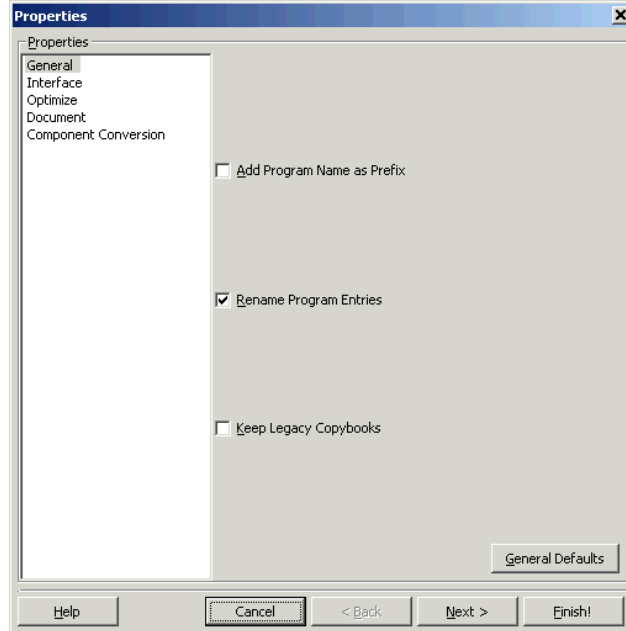 Properties
Properties
General
Interface
Optimize
Document
Component Conversion
Add Program Name as Prefix
Rename Program Entries
Keep Legacy Copybooks
General Defaults
Help Cancel < Back Next > Finish!